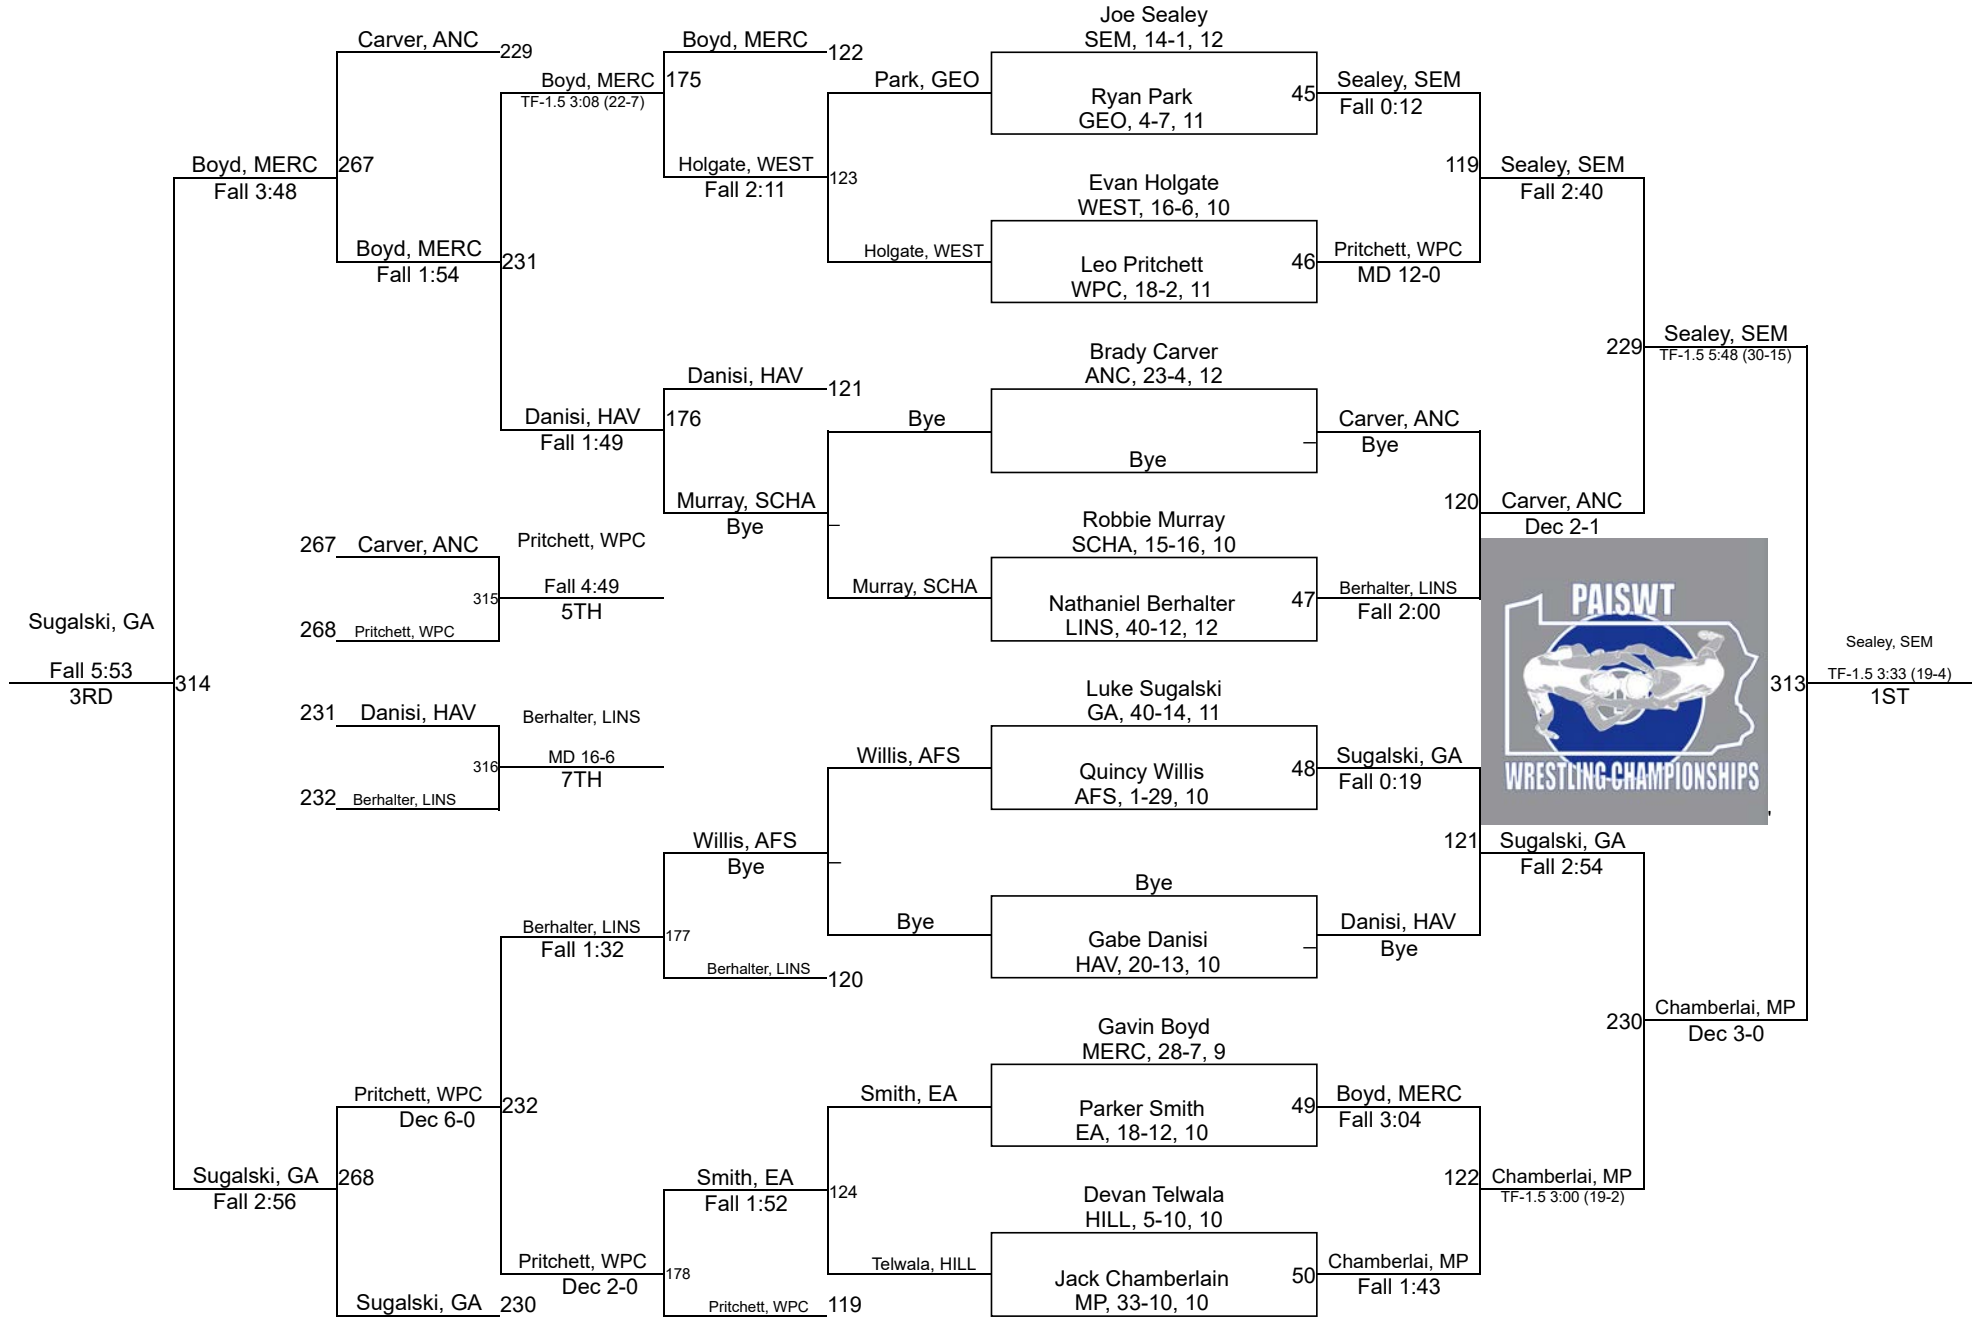 Joe Sealey
SEM, 14-1, 12
Ryan Park
GEO, 4-7, 11
45
Evan Holgate
WEST, 16-6, 10
Leo Pritchett
WPC, 18-2, 11
46
Brady Carver
ANC, 23-4, 12
Bye
Robbie Murray
SCHA, 15-16, 10
Nathaniel Berhalter
LINS, 40-12, 12
47
Luke Sugalski
GA, 40-14, 11
Quincy Willis
AFS, 1-29, 10
48
Bye
Gabe Danisi
HAV, 20-13, 10
Gavin Boyd
MERC, 28-7, 9
Parker Smith
EA, 18-12, 10
49
Devan Telwala
HILL, 5-10, 10
Jack Chamberlain
MP, 33-10, 10
50
Sealey, SEM
Fall 0:12
119
Pritchett, WPC
MD 12-0
Carver, ANC
Bye
120
Berhalter, LINS
Fall 2:00
Sugalski, GA
Fall 0:19
121
Danisi, HAV
Bye
Boyd, MERC
Fall 3:04
122
Chamberlai, MP
Fall 1:43
Sealey, SEM
Fall 2:40
229
Carver, ANC
Dec 2-1
Sugalski, GA
Fall 2:54
230
Chamberlai, MP
TF-1.5 3:00 (19-2)
Sealey, SEM
TF-1.5 5:48 (30-15)
313
Chamberlai, MP
Dec 3-0
Sealey, SEM
TF-1.5 3:33 (19-4)
1ST
PAISWT
WRESTLING CHAMPIONSHIPS
Park, GEO
123
Holgate, WEST
Bye
Murray, SCHA
Willis, AFS
Bye
Smith, EA
124
Telwala, HILL
Boyd, MERC
122
175
Holgate, WEST
Fall 2:11
Danisi, HAV
121
176
Murray, SCHA
Bye
Willis, AFS
Bye
177
Berhalter, LINS
120
Smith, EA
Fall 1:52
178
Pritchett, WPC
119
Boyd, MERC
TF-1.5 3:08 (22-7)
231
Danisi, HAV
Fall 1:49
Berhalter, LINS
Fall 1:32
232
Pritchett, WPC
Dec 2-0
Carver, ANC
229
267
Boyd, MERC
Fall 1:54
Pritchett, WPC
Dec 6-0
268
Sugalski, GA
230
Boyd, MERC
Fall 3:48
314
Sugalski, GA
Fall 2:56
Sugalski, GA
Fall 5:53
3RD
267
Carver, ANC
315
268
Pritchett, WPC
Pritchett, WPC
Fall 4:49
5TH
231
Danisi, HAV
316
232
Berhalter, LINS
Berhalter, LINS
MD 16-6
7TH